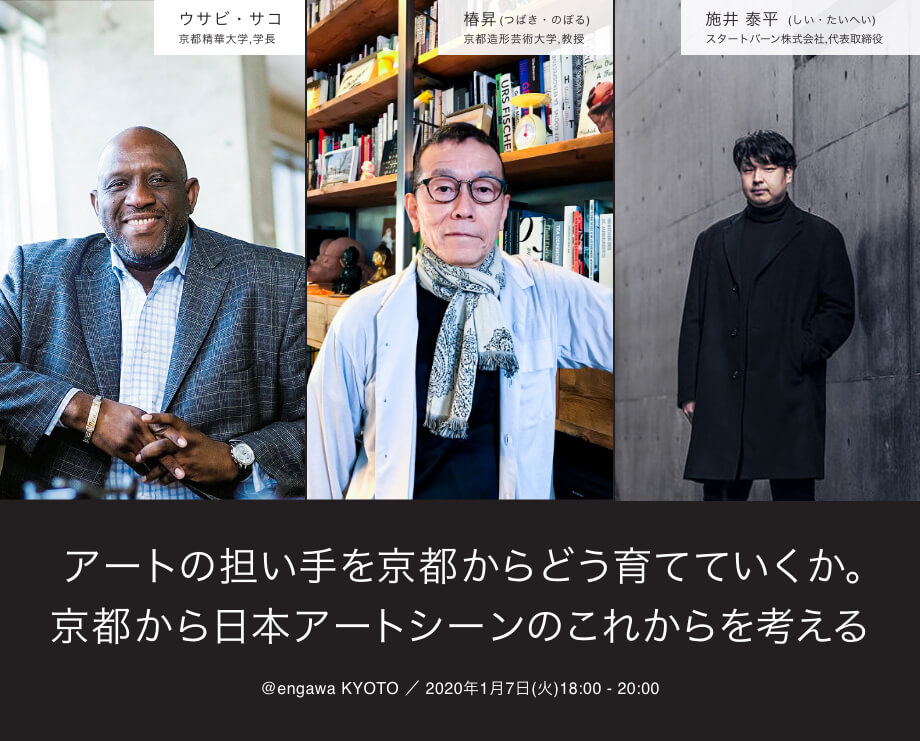 ウサビ・サコ
京都精華大学,学長
椿昇(つばき・のぼる)
京都造形芸術大学,教授
施井 泰平 (しい・たいへい)
スタートバーン株式会社,代表取締役
URS FISCHER
アートの担い手を京都からどう育てていくか。
京都から日本アートシーンのこれからを考える
@engawa KYOTO ／ 2020年1月7日(火)18:00 - 20:00